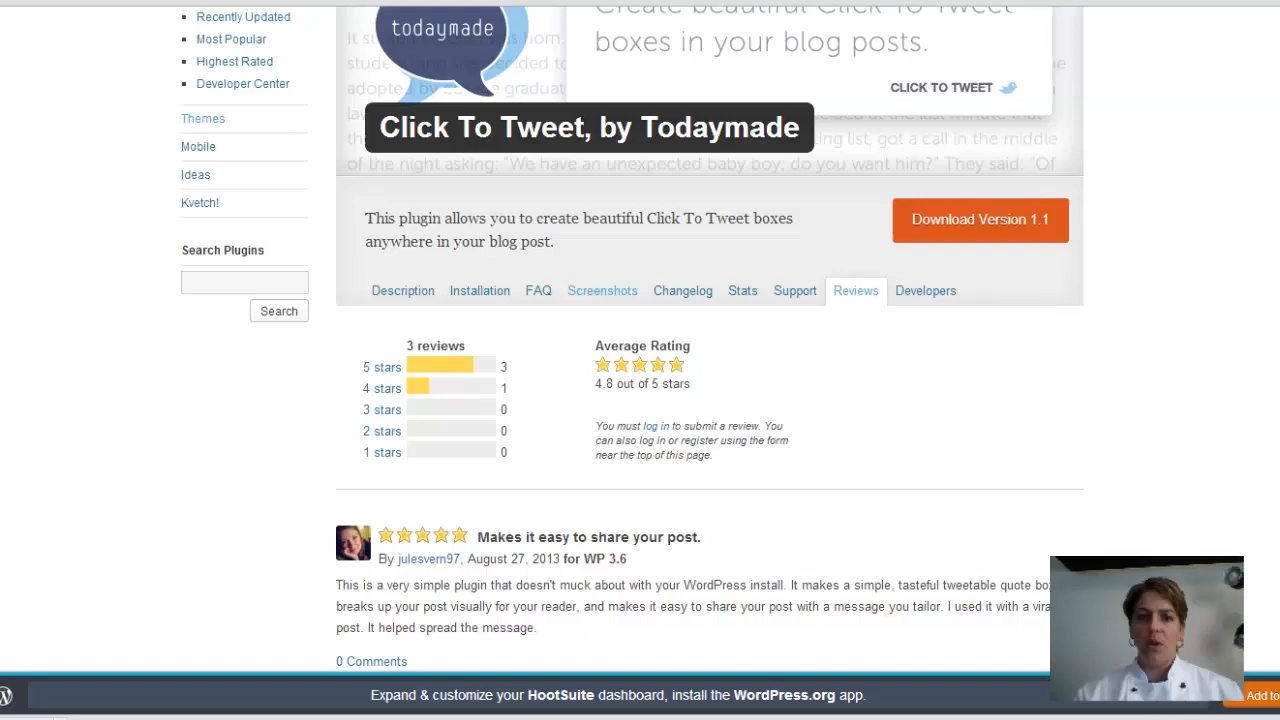 Recently Updated
Most Popular
Highest Rated
Developer Center
Themes
Mobile
Ideas
Kvetch!
Search Plugins
Search
todaymade
Create beautiful Click To Tweet
boxes in your blog posts.
CLICK TO TWEET
Click To Tweet, by Todaymade
of the night asking: "We have an unexpected baby boy; do you want him?" They said: "Of
This plugin allows you to create beautiful Click To Tweet boxes
anywhere in your blog post.
Download Version 1.1
Description Installation FAQ Screenshots Changelog Stats Support Reviews Developers
3 reviews
5 stars 3
4 stars 1
3 stars 0
2 stars 0
1 stars 0
Average Rating
4.8 out of 5 stars
You must log in to submit a review. You
can also log in or register using the form
near the top of this page.
Makes it easy to share your post.
By julesvern97, August 27, 2013 for WP 3.6
This is a very simple plugin that doesn't muck about with your WordPress install. It makes a simple, tasteful tweetable quote
breaks up your post visually for your reader, and makes it easy to share your post with a message you tailor. I used it with a
post. It helped spread the message.
0 Comments
Expand & customize your HootSuite dashboard, install the WordPress.org app.
Add to